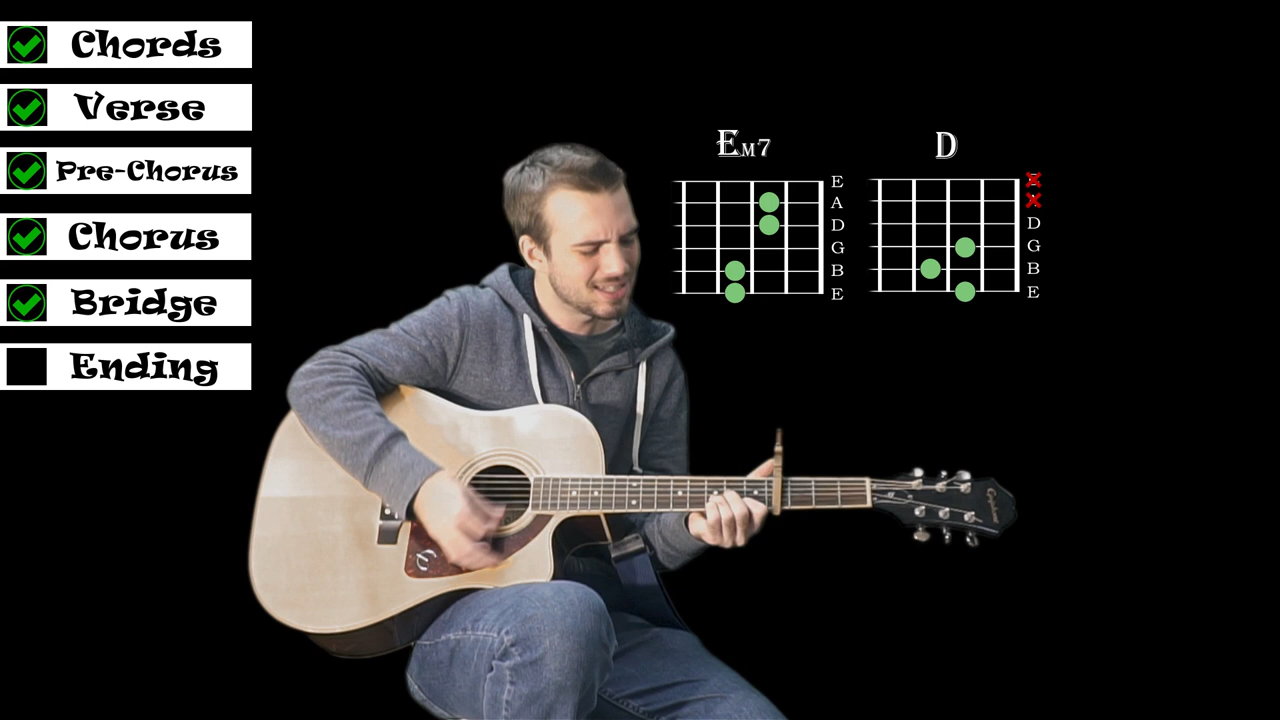 Chords
Verse
Pre-Chorus
Chorus
Bridge
Ending
Em7
E
A
D
G
B
E
D
D
G
B
E